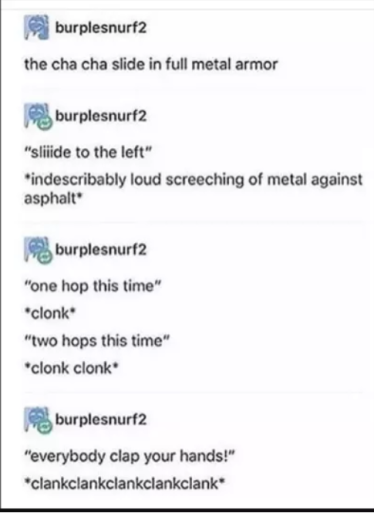 burplesnurf2
the cha cha slide in full metal armor
burplesnurf2
"sliiide to the left"
*indescribably loud screeching of metal against
asphalt*
burplesnurf2
"one hop this time"
*clonk*
"two hops this time"
*clonk clonk*
burplesnurf2
"everybody clap your hands!"
*clankclankclankclankclank*